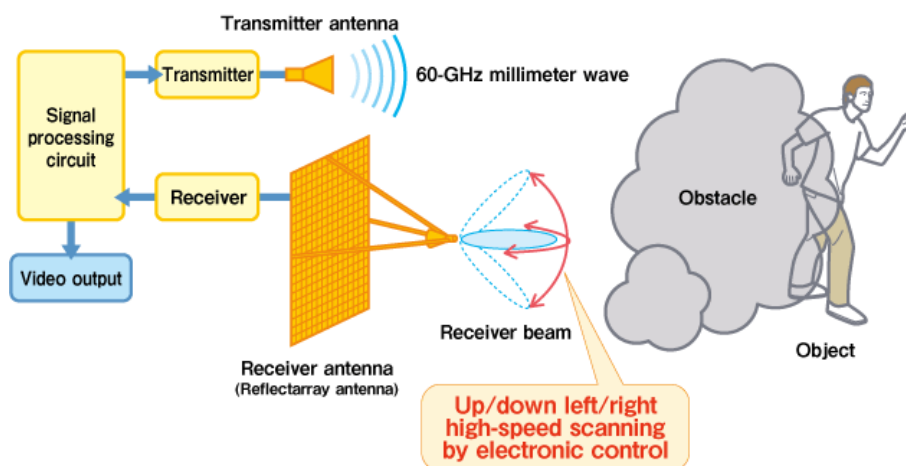 Transmitter antenna
Transmitter
60-GHz millimeter wave
Signal
processing
circuit
Receiver
Obstacle
Video output
Receiver beam
Object
Receiver antenna
(Reflectarray antenna)
Up/down left/right
high-speed scanning
by electronic control